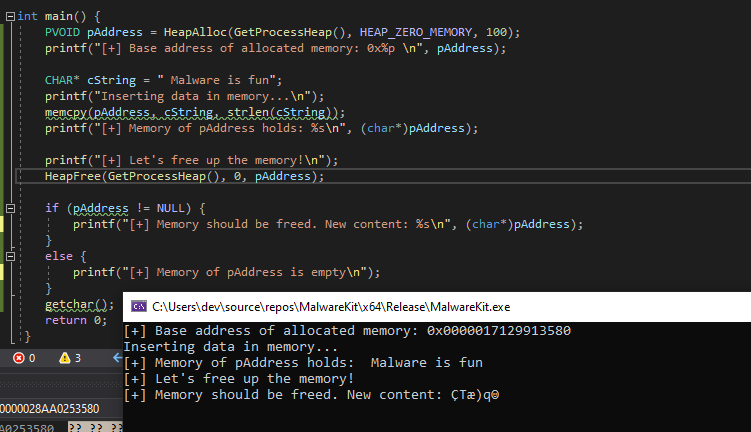 int main() {
PVOID pAddress = HeapAlloc(GetProcessHeap(), HEAP_ZERO_MEMORY, 100);
printf("[+] Base address of allocated memory: 0x%p \n", pAddress);
CHAR* cString = " Malware is fun";
printf("Inserting data in memory...\n");
memcpy(pAddress, cString, strlen(cString));
printf("[+] Memory of pAddress holds: %s\n", (char*)pAddress);
printf("[+] Let's free up the memory!\n");
HeapFree(GetProcessHeap(), 0, pAddress);
if (pAddress != NULL) {
printf("[+] Memory should be freed. New content: %s\n", (char*)pAddress);
}
else {
printf("[+] Memory of pAddress is empty\n");
}
getchar();
return 0;
}
C:\Users\dev\source\repos\MalwareKit\x64\Release\MalwareKit.exe
[+] Base address of allocated memory: 0x0000017129913580
Inserting data in memory...
[+] Memory of pAddress holds:  Malware is fun
[+] Let's free up the memory!
[+] Memory should be freed. New content: ÇTæ)q☺
0 3
0000028AA0253580
AA0253580 ?? ?? ??